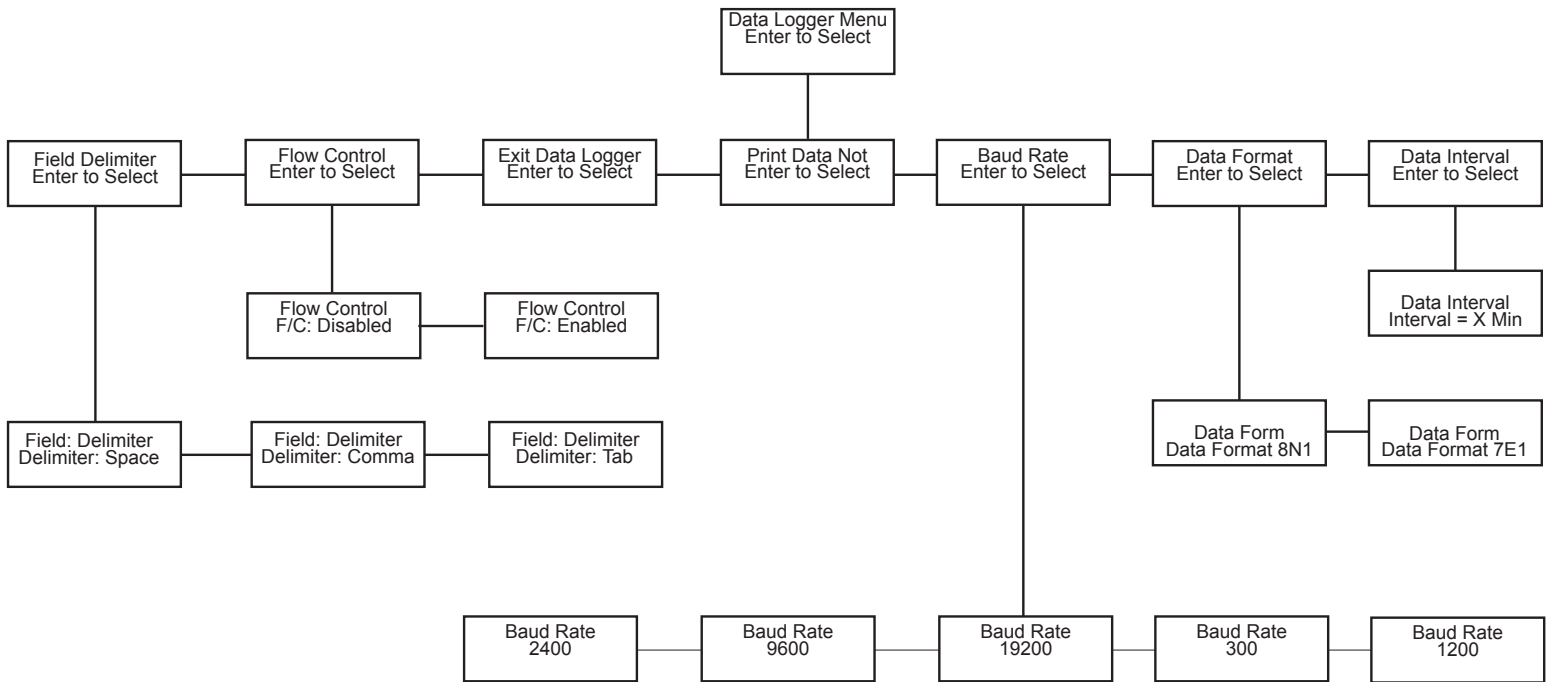 Data Logger Menu
Enter to Select
Field Delimiter
Enter to Select
Flow Control
Enter to Select
Exit Data Logger
Enter to Select
Print Data Not
Enter to Select
Baud Rate
Enter to Select
Data Format
Enter to Select
Data Interval
Enter to Select
Flow Control
F/C: Disabled
Flow Control
F/C: Enabled
Data Interval
Interval = X Min
Field: Delimiter
Delimiter: Space
Field: Delimiter
Delimiter: Comma
Field: Delimiter
Delimiter: Tab
Data Form
Data Format 8N1
Data Form
Data Format 7E1
Baud Rate
2400
Baud Rate
9600
Baud Rate
19200
Baud Rate
300
Baud Rate
1200